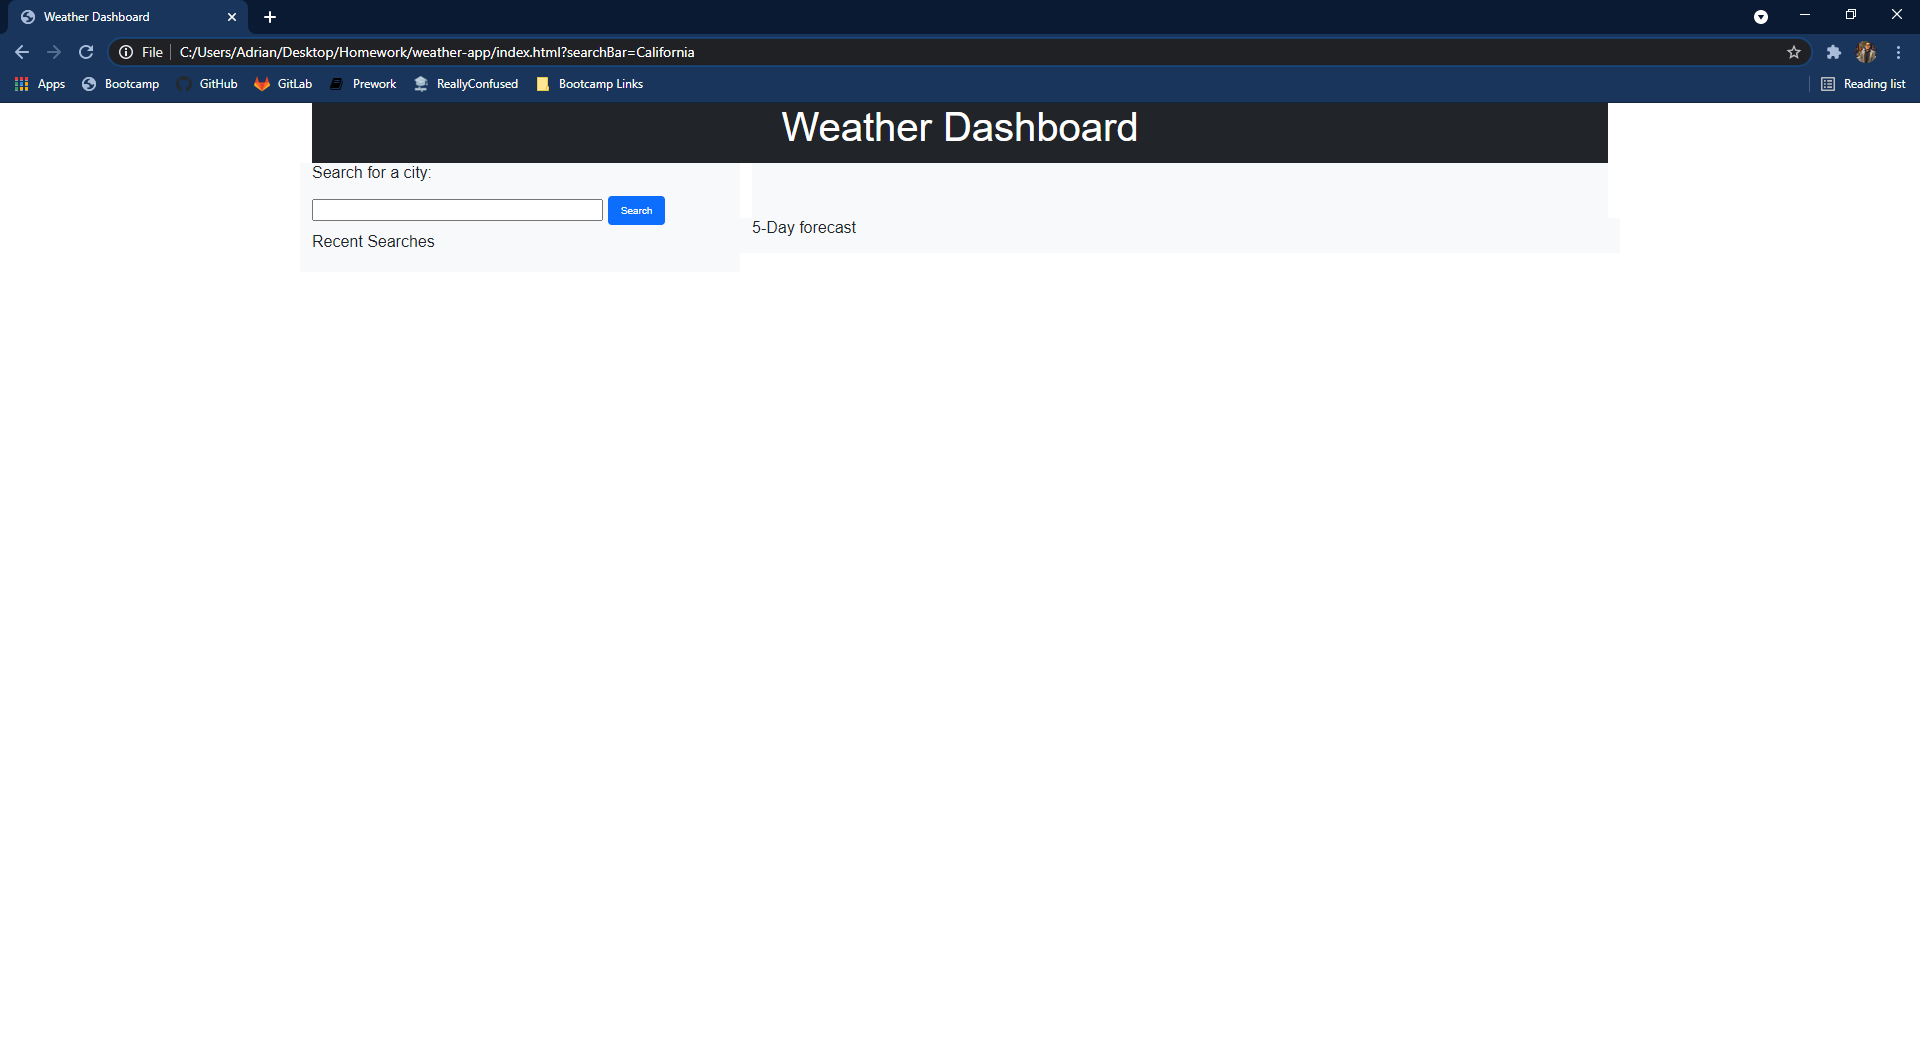 Weather Dashboard
File C:/Users/Adrian/Desktop/Homework/weather-app/index.html?searchBar=California
Apps Bootcamp GitHub GitLab Prework ReallyConfused Bootcamp Links Reading list
Weather Dashboard
Search for a city:
Search
Recent Searches
5-Day forecast